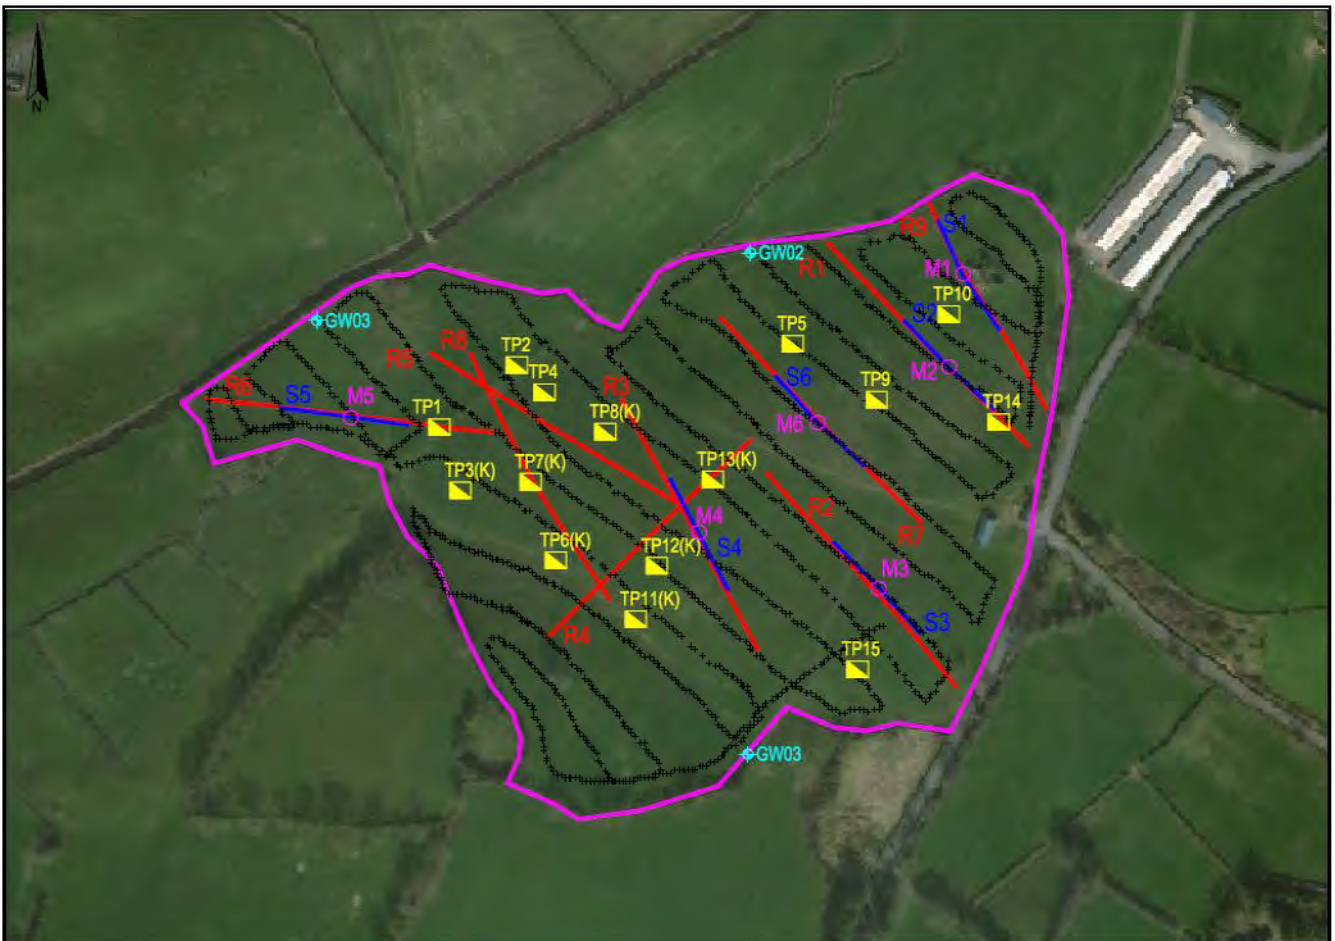 N
R9
S1
GW02
R1
M1
TP10
GW03
S2
TP5
R8
R5
TP2
M2
TP4
S6
TP9
R6
R3
S5
M5
TP14
TP1
TP8(K)
M6
TP13(K)
TP3(K)
TP7(K)
R2
M4
R7
TP6(K)
TP12(K)
S4
M3
TP11(K)
S3
R4
TP15
GW03